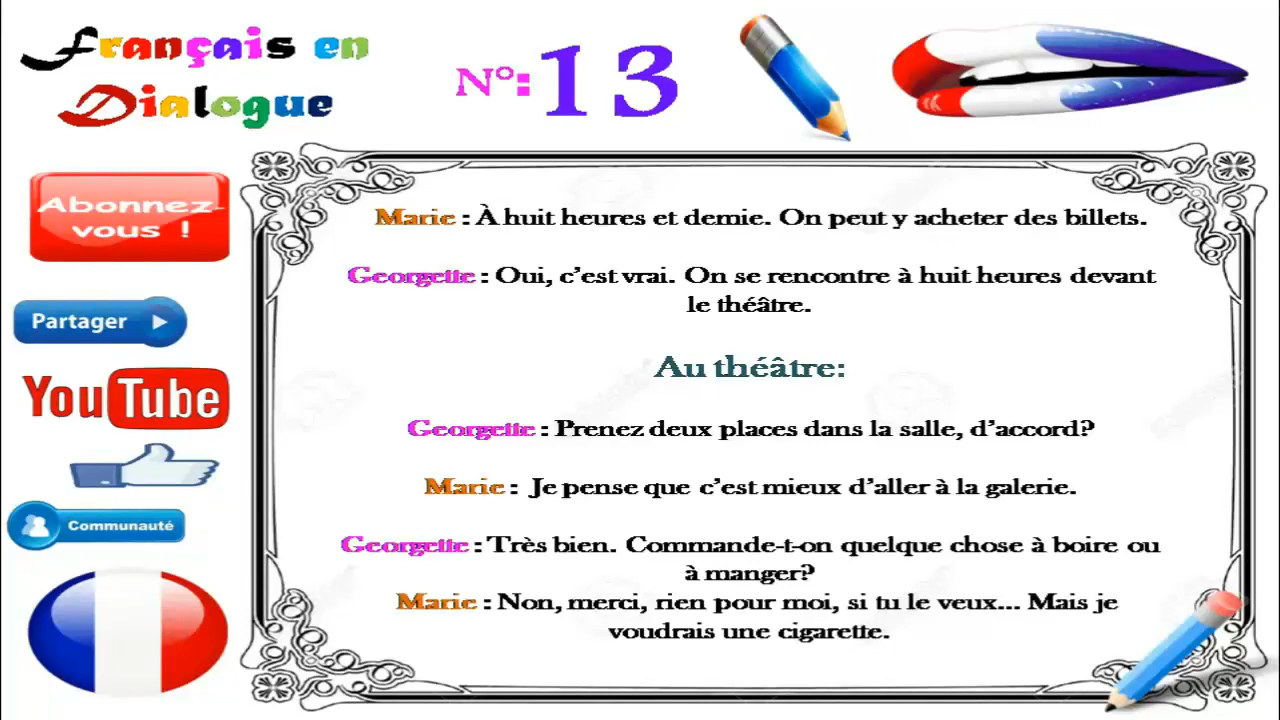 Français en
Dialogue
N°:13
Abonnez-
vous !
Partager
YouTube
Communauté
Marie : À huit heures et demie. On peut y acheter des billets.
Georgette : Oui, c’est vrai. On se rencontre à huit heures devant
le théâtre.
Au théâtre:
Georgette : Prenez deux places dans la salle, d’accord?
Marie : Je pense que c’est mieux d’aller à la galerie.
Georgette : Très bien. Commande-t-on quelque chose à boire ou
à manger?
Marie : Non, merci, rien pour moi, si tu le veux... Mais je
voudrais une cigarette.